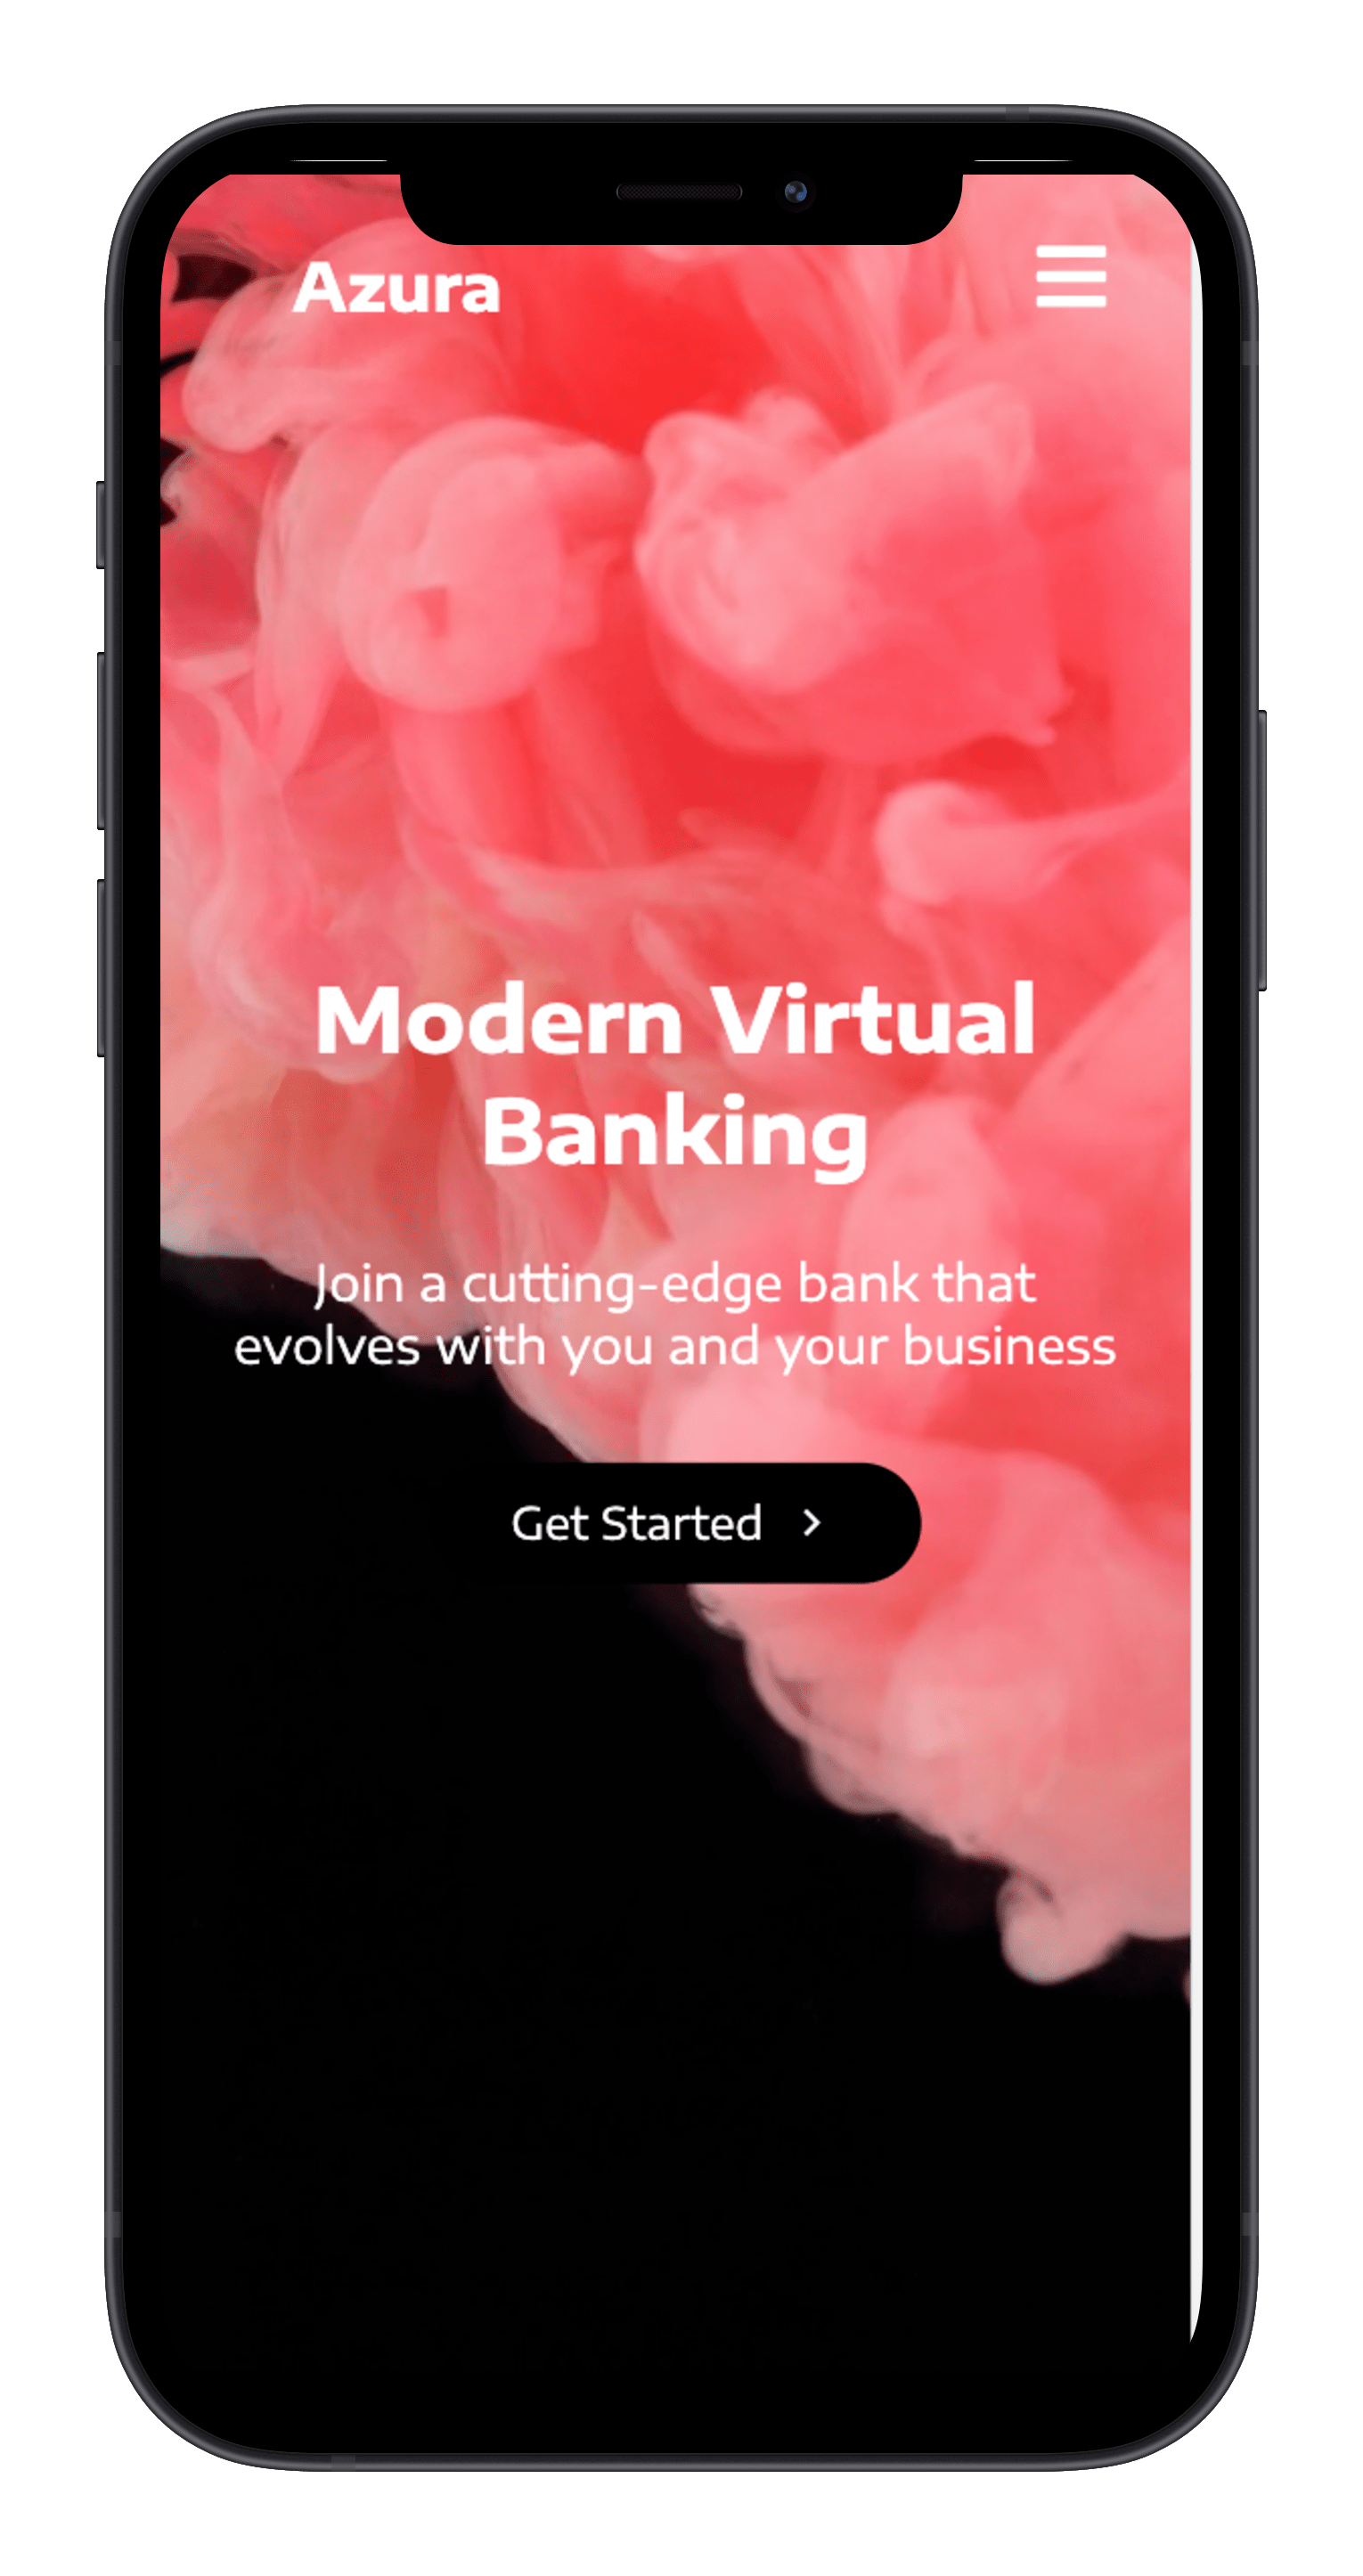 Azura
Modern Virtual
Banking
Join a cutting-edge bank that
evolves with you and your business
Get Started